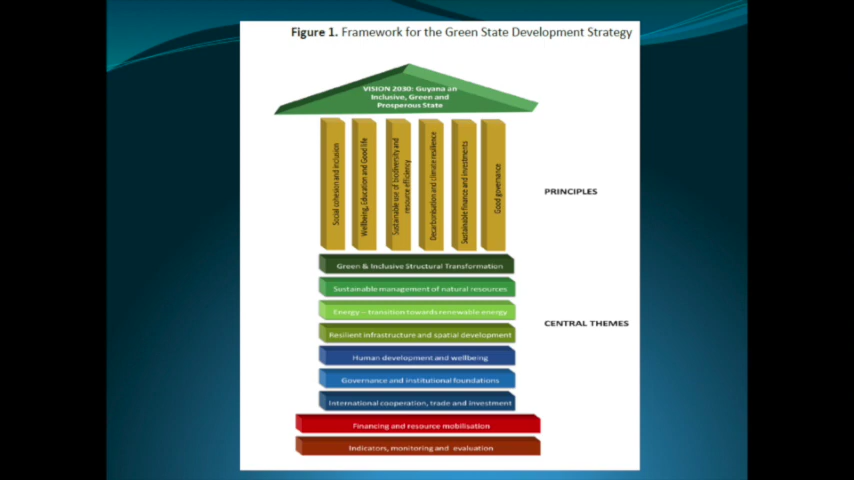 Figure 1. Framework for the Green State Development Strategy
VISION 2030: Guyana an
Inclusive, Green and
Prosperous State
Social cohesion and inclusion
Wellbeing, Education and Good life
Sustainable use of biodiversity and
resource efficiency
Decarbonisation and climate resilience
Sustainable finance and investments
Good governance
PRINCIPLES
Green & Inclusive Structural Transformation
Sustainable management of natural resources
Energy – transition towards renewable energy
Resilient infrastructure and spatial development
CENTRAL THEMES
Human development and wellbeing
Governance and institutional foundations
International cooperation, trade and investment
Financing and resource mobilisation
Indicators, monitoring and evaluation